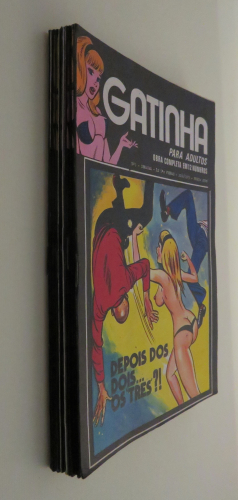 GATINHA
PARA ADULTOS
OBRA COMPLETA EM 12 NÚMEROS
DEPOIS DOS
DOIS...
OS TRÊS?!